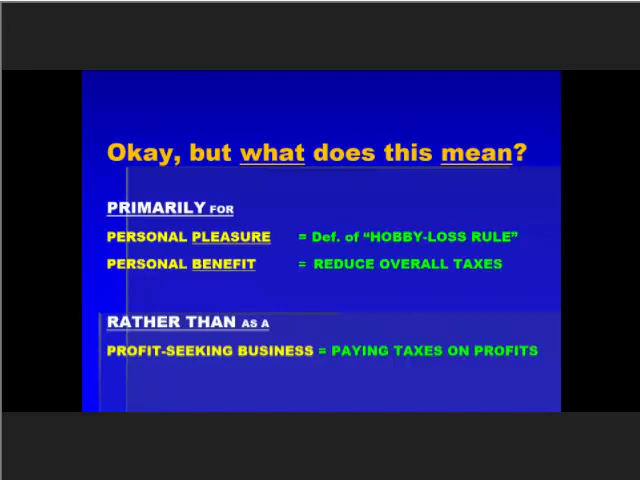 Okay, but what does this mean?
PRIMARILY FOR
PERSONAL PLEASURE = Def. of “HOBBY-LOSS RULE”
PERSONAL BENEFIT = REDUCE OVERALL TAXES
RATHER THAN AS A
PROFIT-SEEKING BUSINESS = PAYING TAXES ON PROFITS